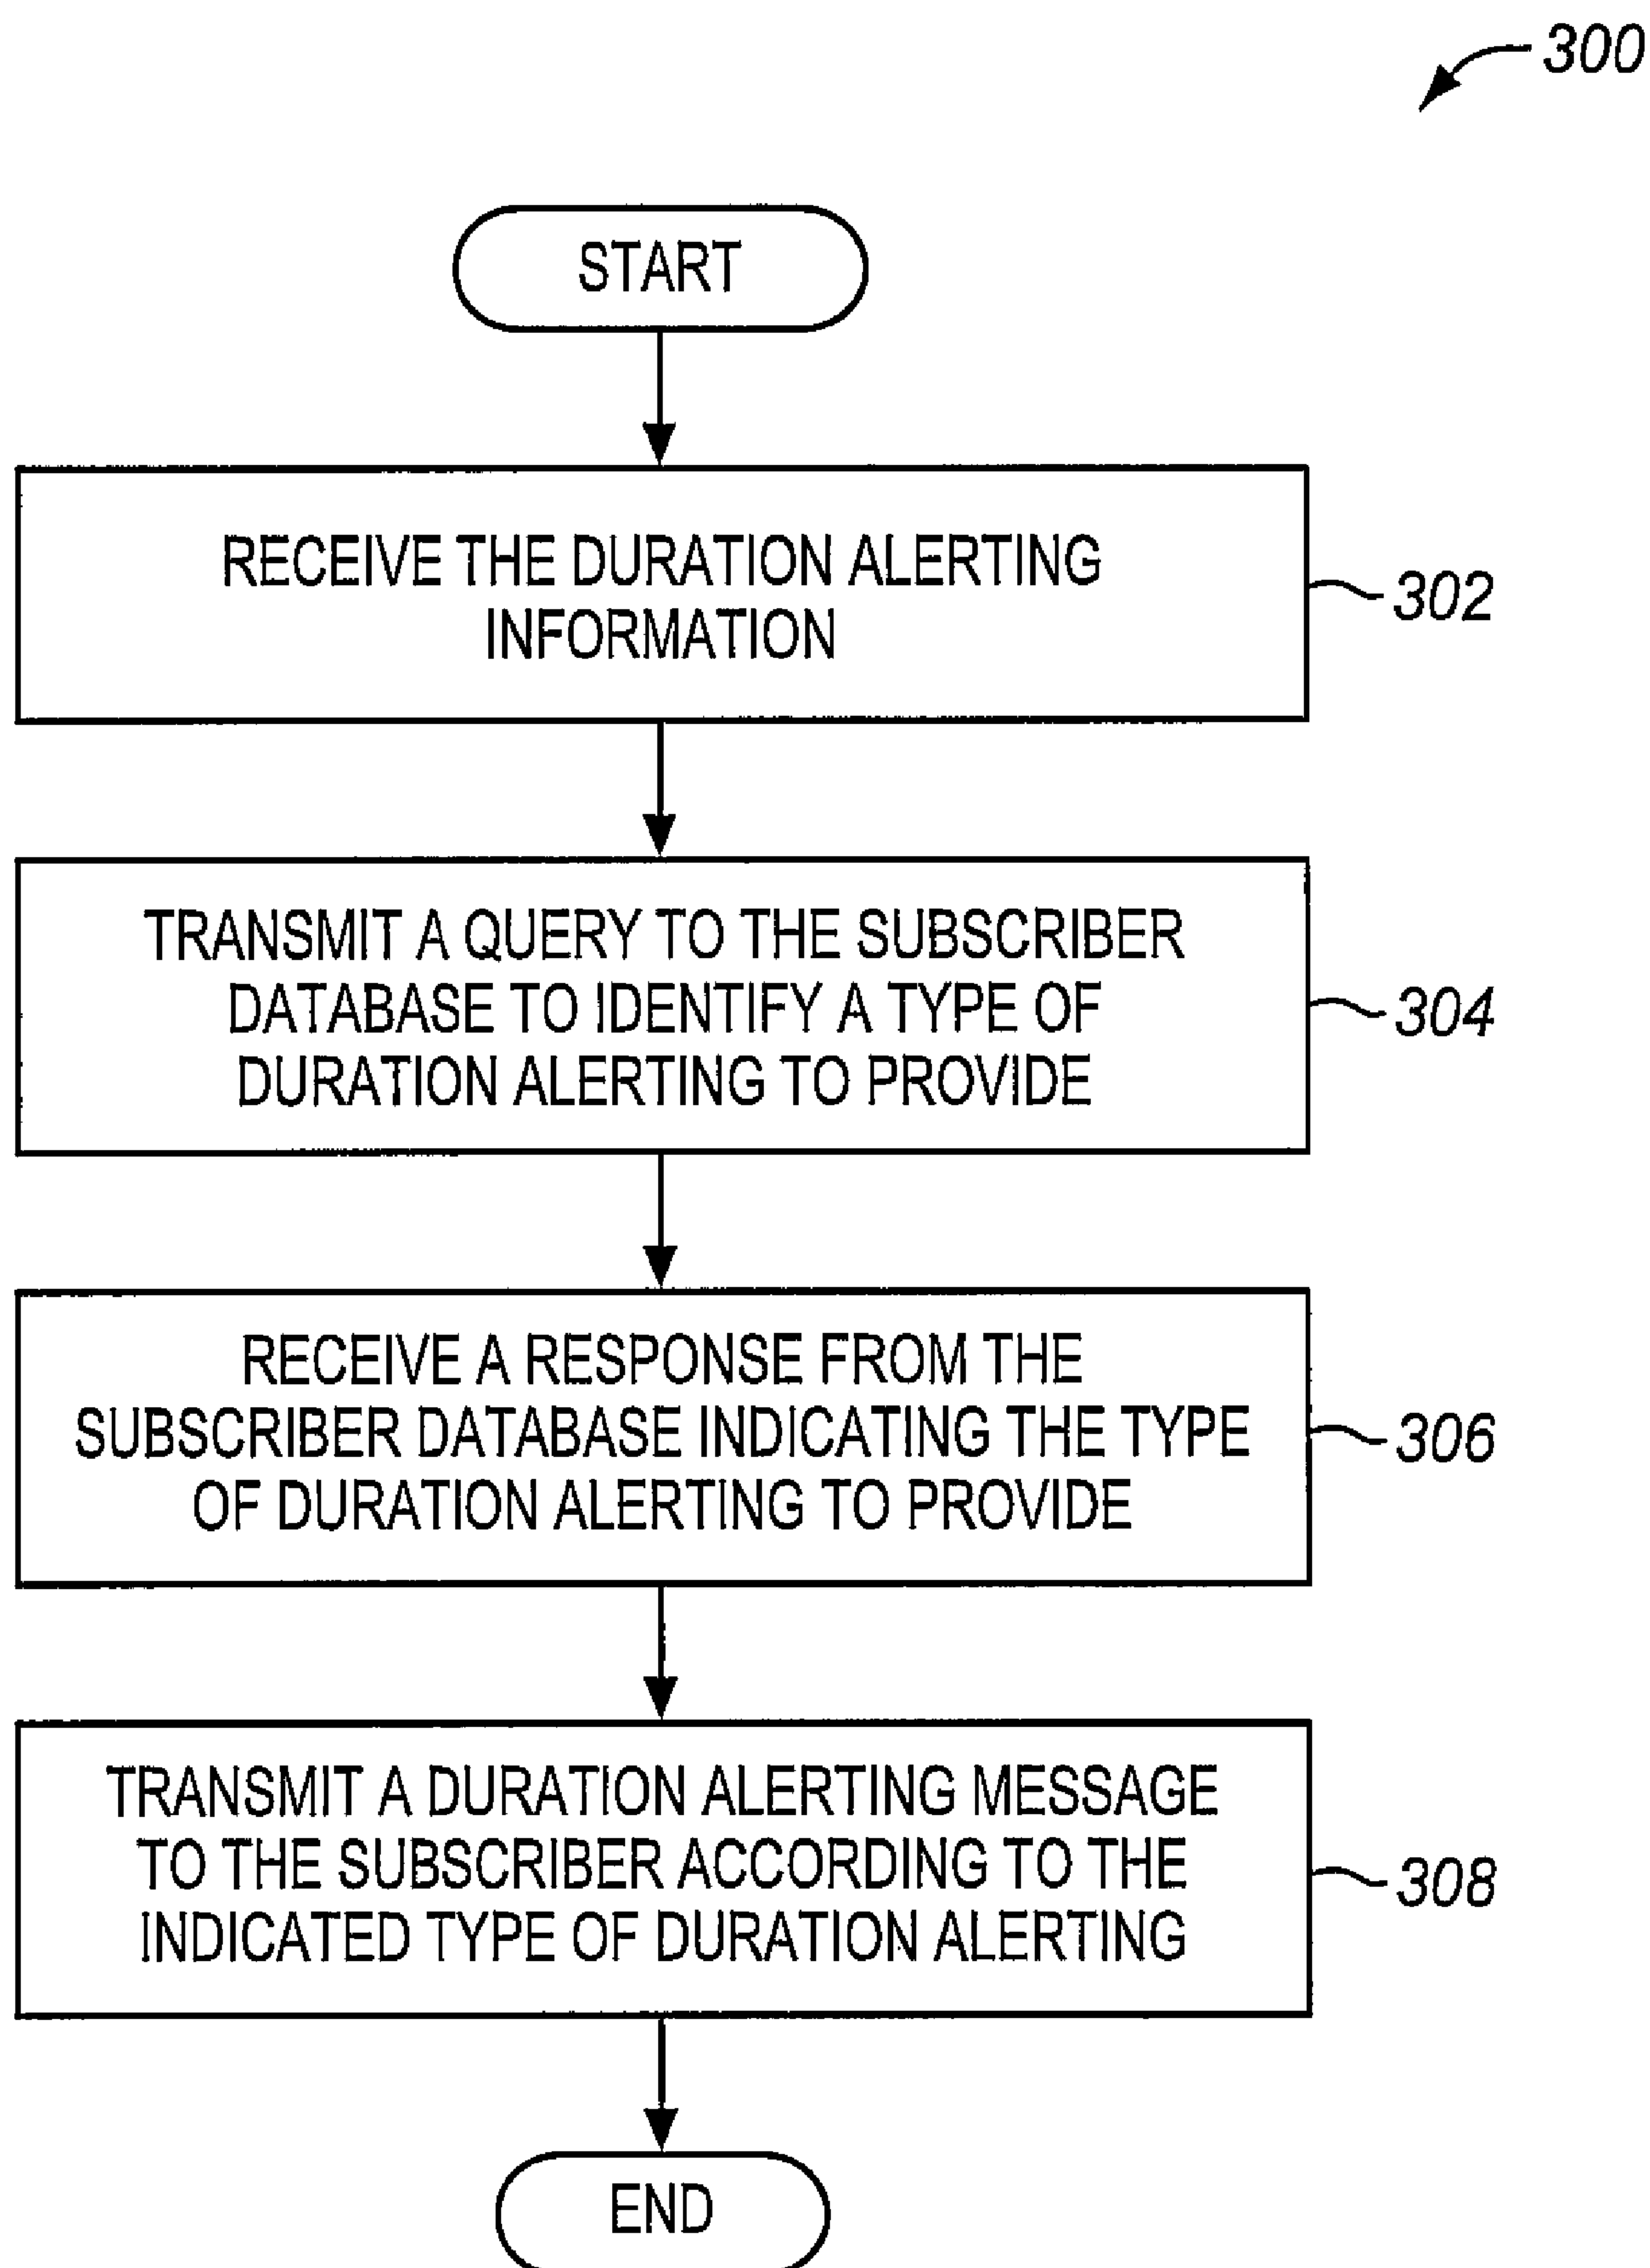 300
START
RECEIVE THE DURATION ALERTING
INFORMATION
302
TRANSMIT A QUERY TO THE SUBSCRIBER
DATABASE TO IDENTIFY A TYPE OF
DURATION ALERTING TO PROVIDE
304
RECEIVE A RESPONSE FROM THE
SUBSCRIBER DATABASE INDICATING THE TYPE
OF DURATION ALERTING TO PROVIDE
306
TRANSMIT A DURATION ALERTING MESSAGE
TO THE SUBSCRIBER ACCORDING TO THE
INDICATED TYPE OF DURATION ALERTING
308
END